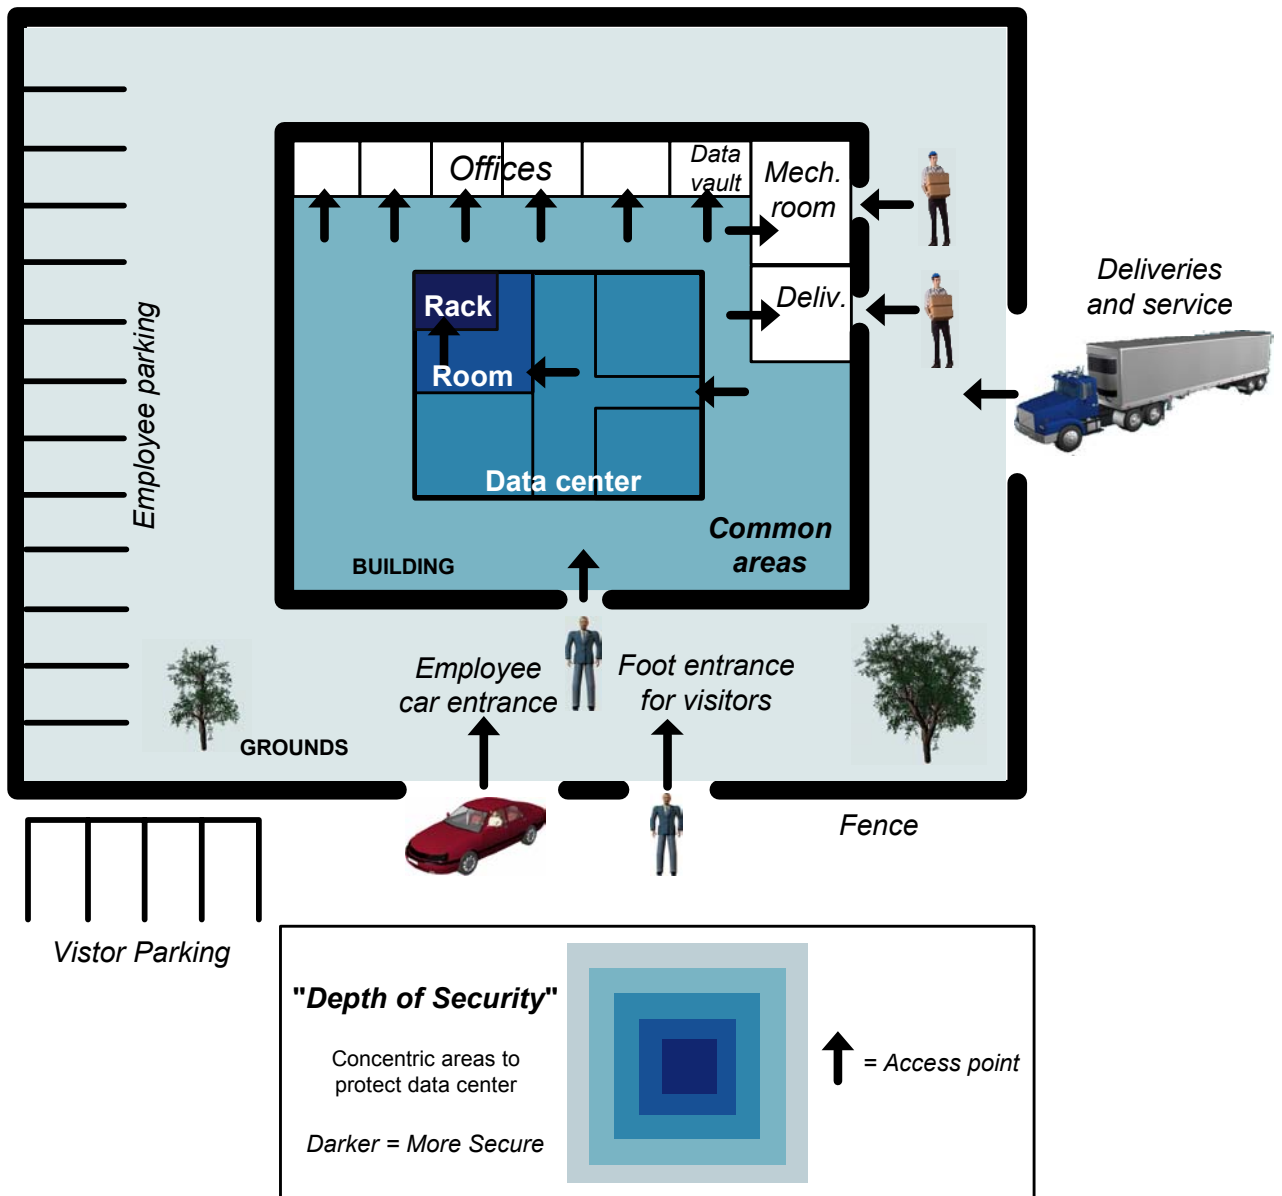 Offices
Data
vault
Mech.
room
Deliveries
and service
Rack
Deliv.
Employee parking
Room
Data center
Common
areas
BUILDING
Employee
car entrance
Foot entrance
for visitors
GROUNDS
Fence
Vistor Parking
"Depth of Security"
Concentric areas to
protect data center
Darker = More Secure
= Access point